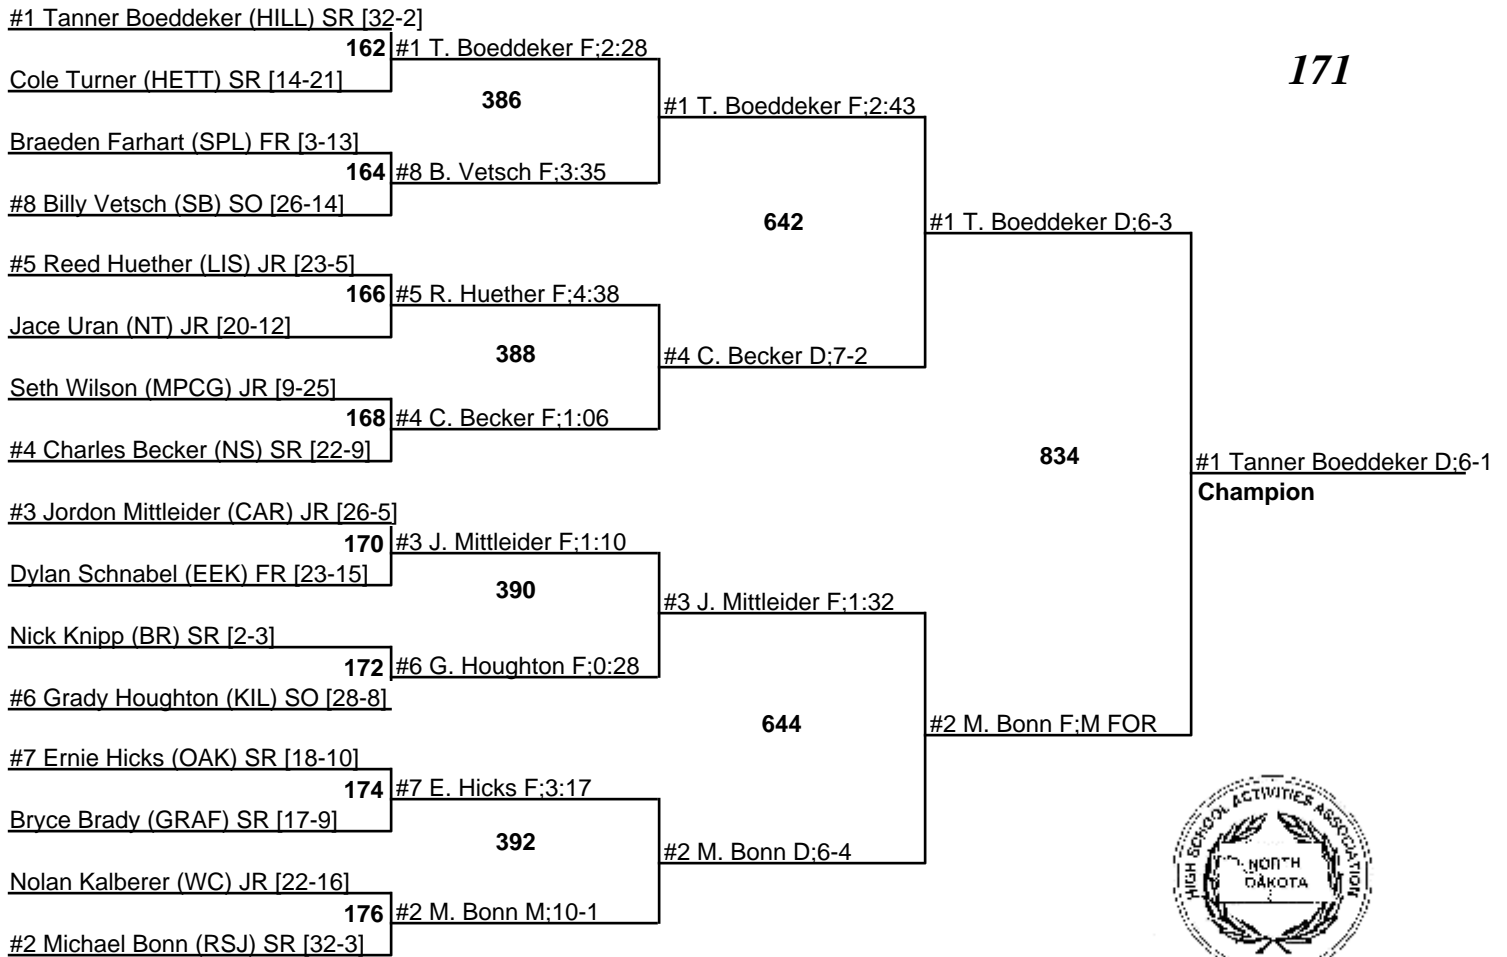 #1 Tanner Boeddeker (HILL) SR [32-2]
162 #1 T. Boeddeker F;2:28
171
Cole Turner (HETT) SR [14-21]
386
#1 T. Boeddeker F;2:43
Braeden Farhart (SPL) FR [3-13]
164 #8 B. Vetsch F;3:35
#8 Billy Vetsch (SB) SO [26-14]
642
#1 T. Boeddeker D;6-3
#5 Reed Huether (LIS) JR [23-5]
166 #5 R. Huether F;4:38
Jace Uran (NT) JR [20-12]
388
#4 C. Becker D;7-2
Seth Wilson (MPCG) JR [9-25]
168 #4 C. Becker F;1:06
#4 Charles Becker (NS) SR [22-9]
834
#1 Tanner Boeddeker D;6-1
Champion
#3 Jordon Mittleider (CAR) JR [26-5]
170 #3 J. Mittleider F;1:10
Dylan Schnabel (EEK) FR [23-15]
390
#3 J. Mittleider F;1:32
Nick Knipp (BR) SR [2-3]
172 #6 G. Houghton F;0:28
#6 Grady Houghton (KIL) SO [28-8]
644
#2 M. Bonn F;M FOR
#7 Ernie Hicks (OAK) SR [18-10]
174 #7 E. Hicks F;3:17
Bryce Brady (GRAF) SR [17-9]
392
#2 M. Bonn D;6-4
Nolan Kalberer (WC) JR [22-16]
176 #2 M. Bonn M;10-1
#2 Michael Bonn (RSJ) SR [32-3]
HIGH SCHOOL ACTIVITIES ASSOCIATION
NORTH
DAKOTA